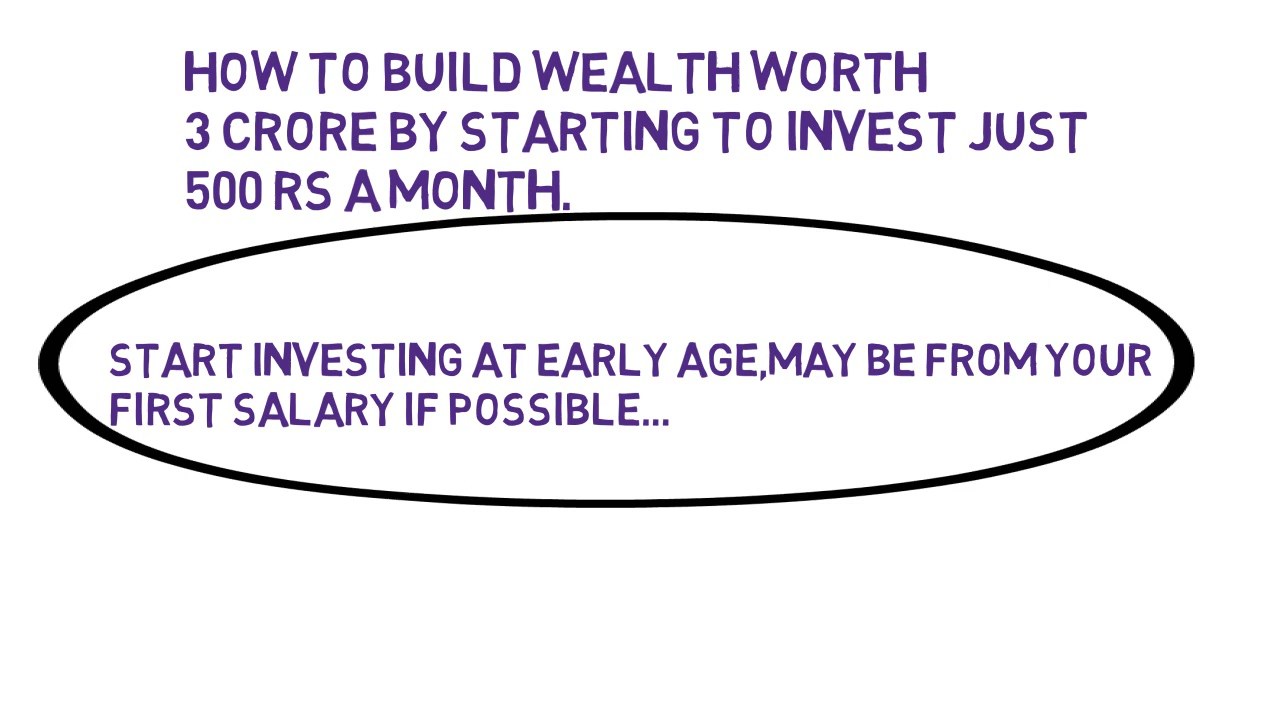 HOW TO BUILD WEALTH WORTH
3 CRORE BY STARTING TO INVEST JUST
500 RS A MONTH.
START INVESTING AT EARLY AGE,MAY BE FROM YOUR
FIRST SALARY IF POSSIBLE...